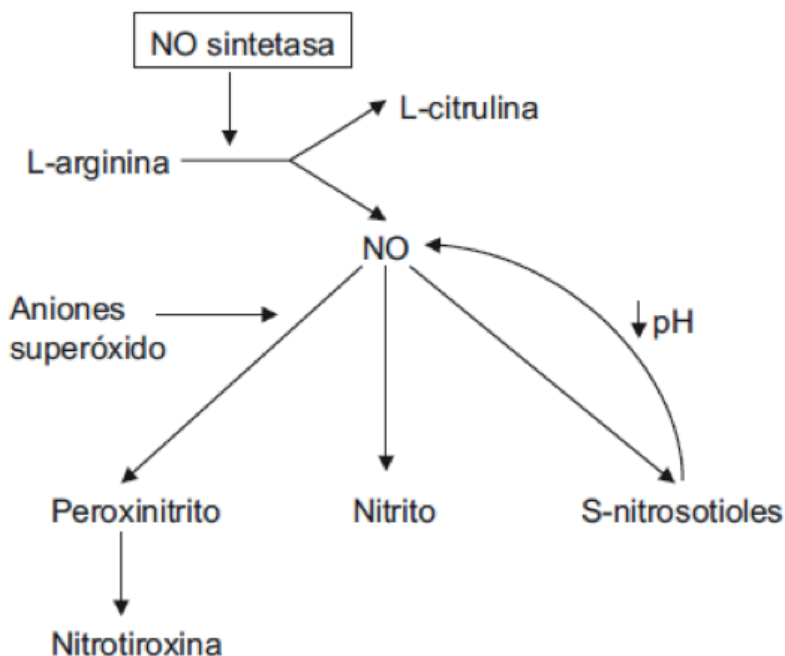 NO sintetasa
L-citrulina
L-arginina
NO
Aniones
superóxido
↓ pH
Peroxinitrito
Nitrito
S-nitrosotioles
Nitrotiroxina